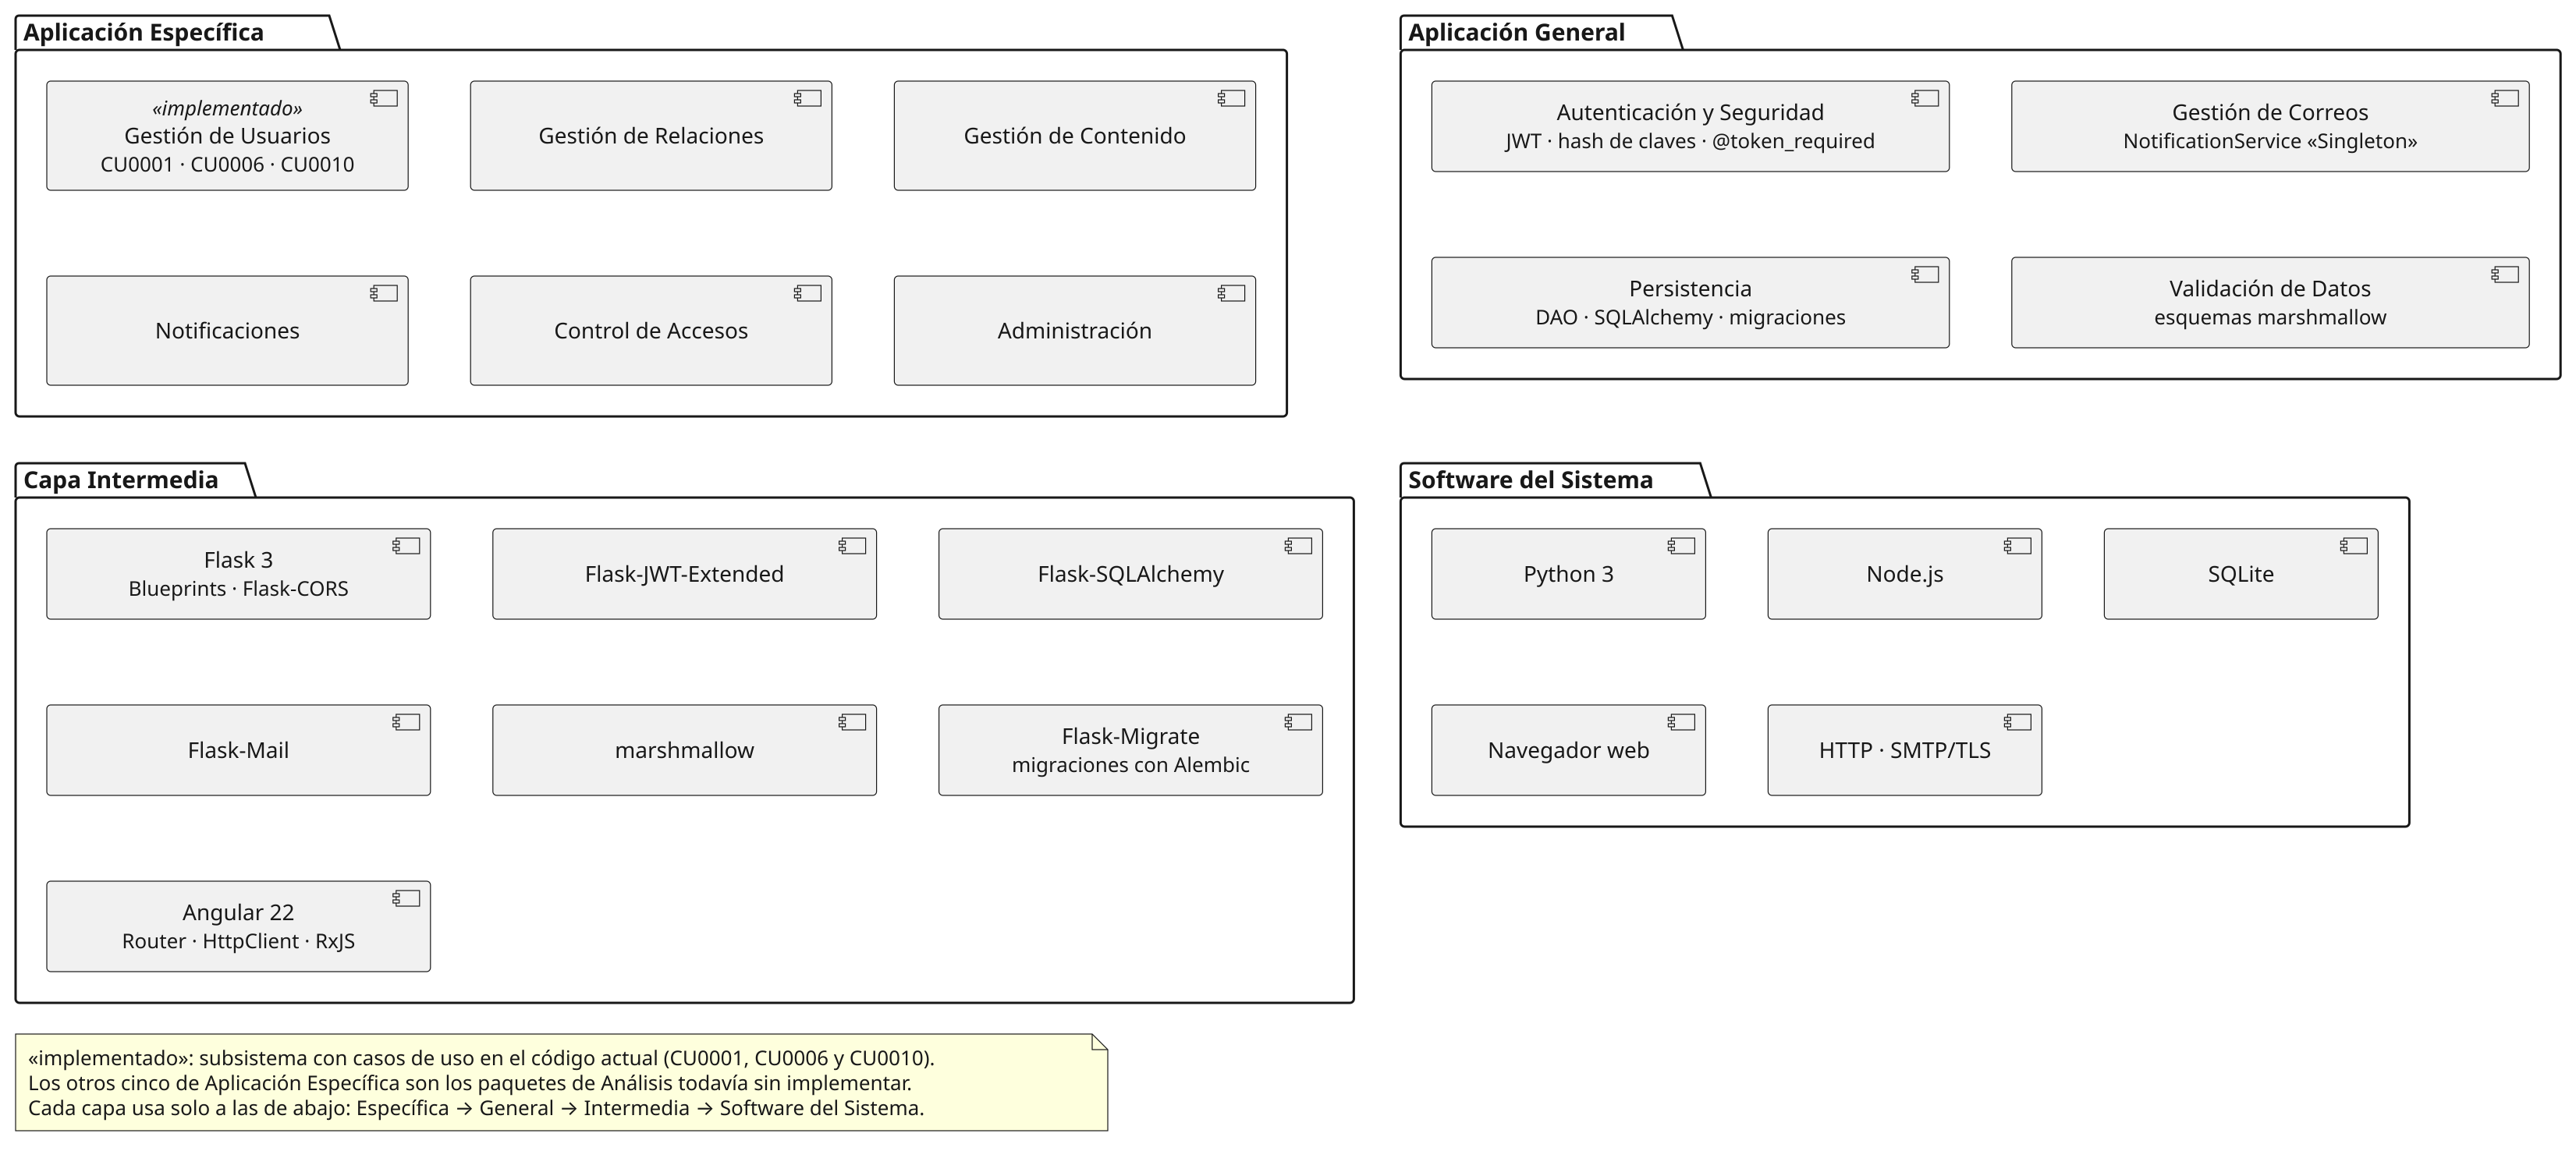 Aplicación Específica
«implementado»
Gestión de Usuarios
CU0001 · CU0006 · CU0010
Gestión de Relaciones
Gestión de Contenido
Notificaciones
Control de Accesos
Administración
Aplicación General
Autenticación y Seguridad
JWT · hash de claves · @token_required
Gestión de Correos
NotificationService «Singleton»
Persistencia
DAO · SQLAlchemy · migraciones
Validación de Datos
esquemas marshmallow
Capa Intermedia
Flask 3
Blueprints · Flask-CORS
Flask-JWT-Extended
Flask-SQLAlchemy
Flask-Mail
marshmallow
Flask-Migrate
migraciones con Alembic
Angular 22
Router · HttpClient · RxJS
Software del Sistema
Python 3
Node.js
SQLite
Navegador web
HTTP · SMTP/TLS
«implementado»: subsistema con casos de uso en el código actual (CU0001, CU0006 y CU0010).
Los otros cinco de Aplicación Específica son los paquetes de Análisis todavía sin implementar.
Cada capa usa solo a las de abajo: Específica → General → Intermedia → Software del Sistema.